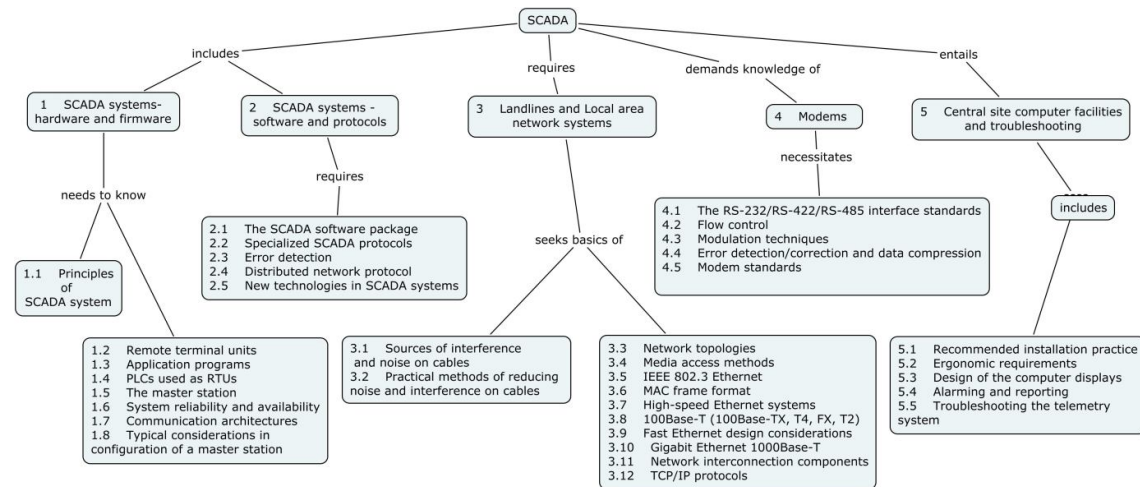 SCADA
includes
requires
demands knowledge of
entails
1 SCADA systems-
hardware and firmware
2 SCADA systems -
software and protocols
3 Landlines and Local area
network systems
4 Modems
5 Central site computer facilities
and troubleshooting
needs to know
requires
seeks basics of
necessitates
includes
1.1 Principles
of
SCADA system
1.2 Remote terminal units
1.3 Application programs
1.4 PLCs used as RTUs
1.5 The master station
1.6 System reliability and availability
1.7 Communication architectures
1.8 Typical considerations in
configuration of a master station
2.1 The SCADA software package
2.2 Specialized SCADA protocols
2.3 Error detection
2.4 Distributed network protocol
2.5 New technologies in SCADA systems
3.1 Sources of interference
and noise on cables
3.2 Practical methods of reducing
noise and interference on cables
3.3 Network topologies
3.4 Media access methods
3.5 IEEE 802.3 Ethernet
3.6 MAC frame format
3.7 High-speed Ethernet systems
3.8 100Base-T (100Base-TX, T4, FX, T2)
3.9 Fast Ethernet design considerations
3.10 Gigabit Ethernet 1000Base-T
3.11 Network interconnection components
3.12 TCP/IP protocols
4.1 The RS-232/RS-422/RS-485 interface standards
4.2 Flow control
4.3 Modulation techniques
4.4 Error detection/correction and data compression
4.5 Modem standards
5.1 Recommended installation practice
5.2 Ergonomic requirements
5.3 Design of the computer displays
5.4 Alarming and reporting
5.5 Troubleshooting the telemetry
system